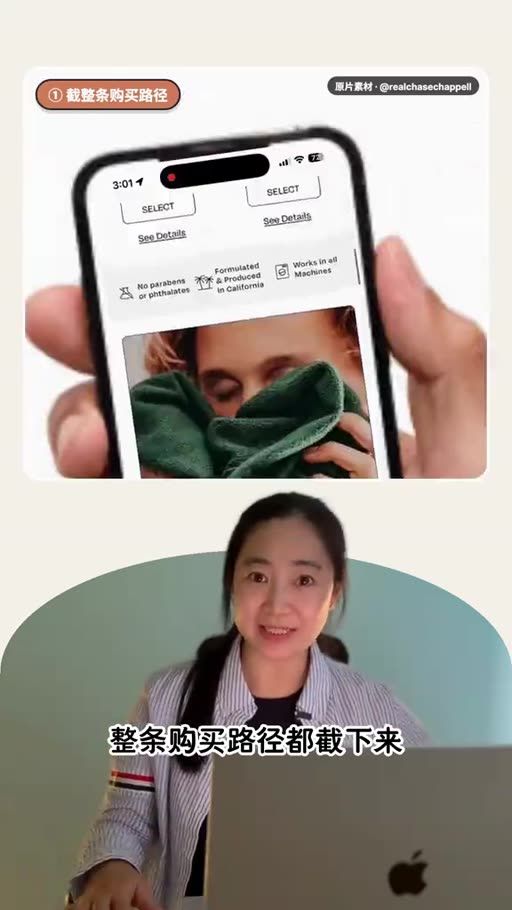 ① 截整条购买路径
原片素材 · @realchasechappell
3:01
73
SELECT
SELECT
See Details
See Details
No parabens
or phthalates
Formulated
& Produced
in California
Works in all
Machines
整条购买路径都截下来